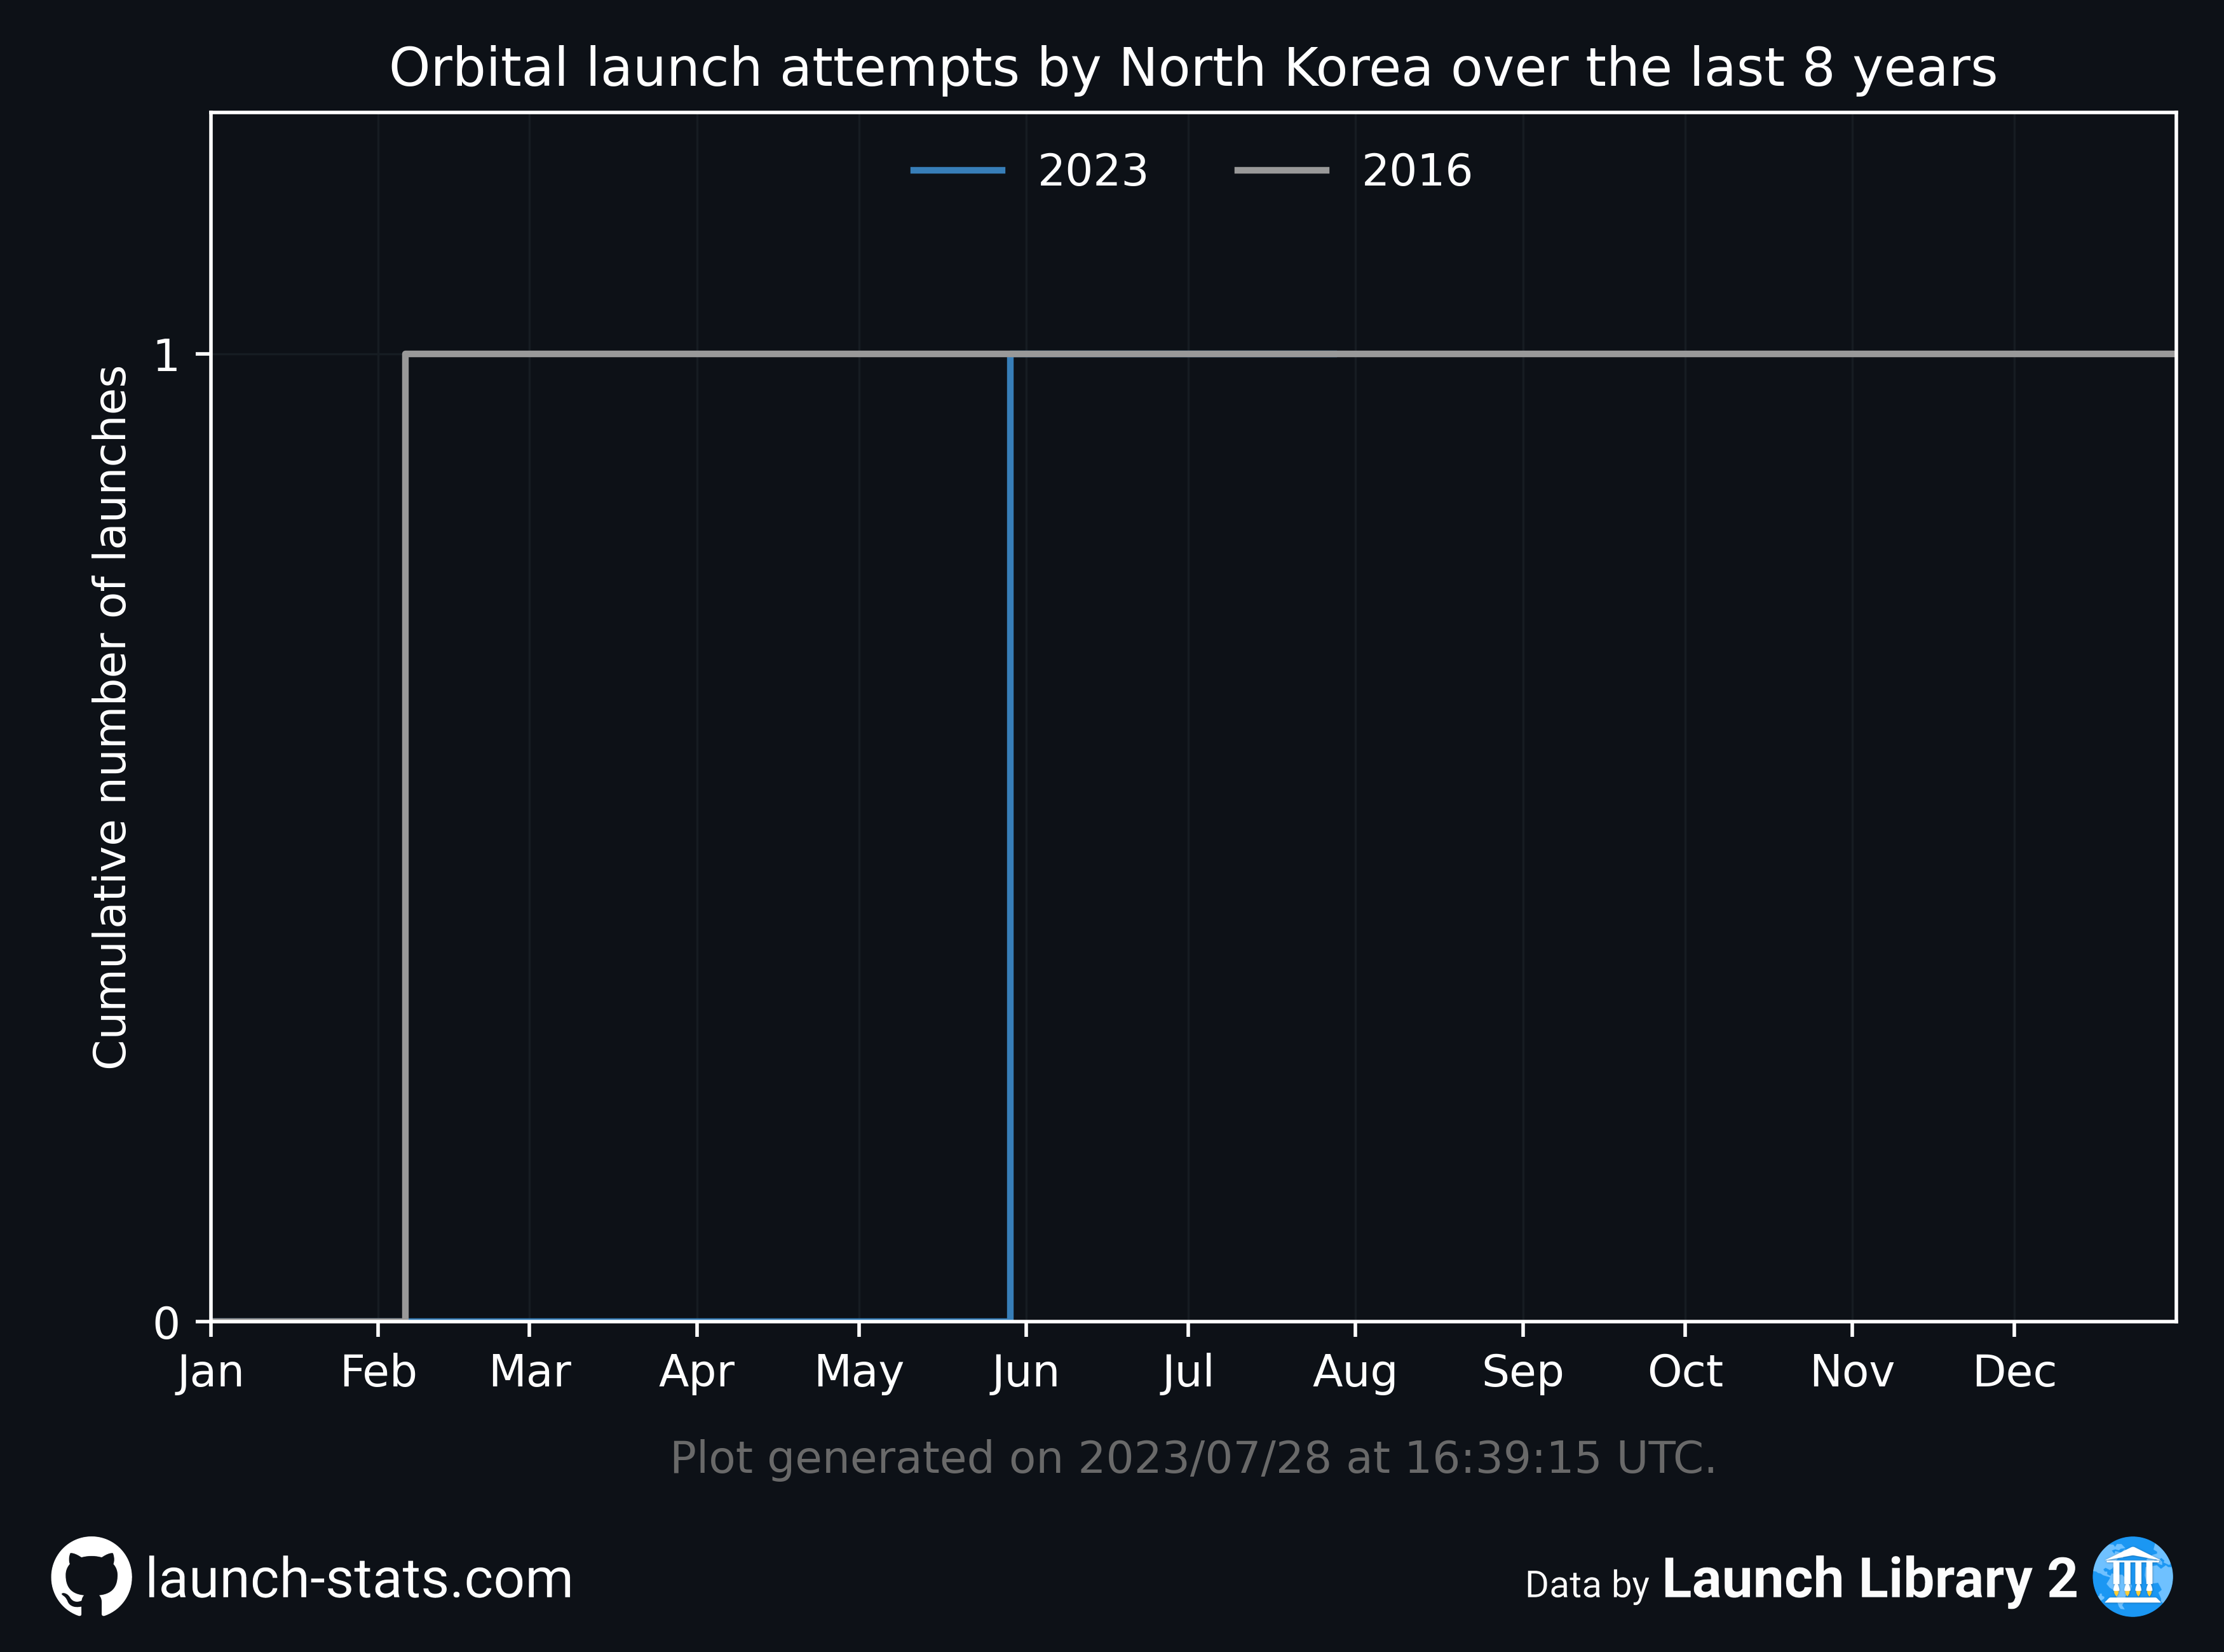 Orbital launch attempts by North Korea over the last 8 years
2023 2016
Cumulative number of launches
1
0
Jan Feb Mar Apr May Jun Jul Aug Sep Oct Nov Dec
Plot generated on 2023/07/28 at 16:39:15 UTC.
launch-stats.com
Data by Launch Library 2